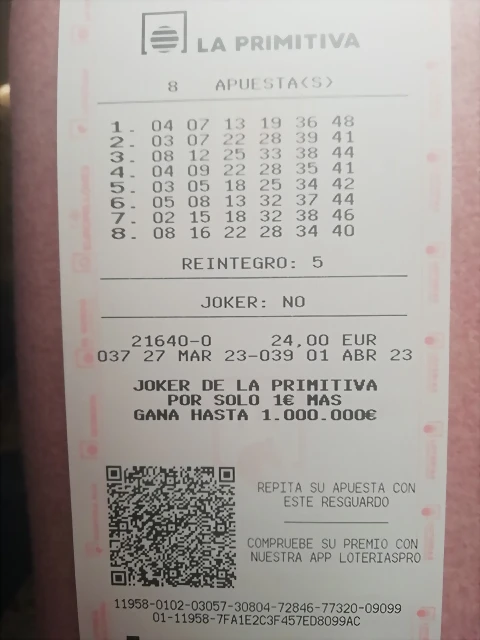 LA PRIMITIVA
8 APUESTA(S)
1. 04 07 13 19 36 48
2. 03 07 22 28 39 41
3. 08 12 25 33 38 44
4. 04 09 22 28 35 41
5. 03 05 18 25 34 42
6. 05 08 13 32 37 44
7. 02 15 18 32 38 46
8. 08 16 22 28 34 40
REINTEGRO: 5
JOKER: NO
21640-0 24,00 EUR
037 27 MAR 23-039 01 ABR 23
JOKER DE LA PRIMITIVA
POR SOLO 1€ MAS
GANA HASTA 1.000.000€
REPITA SU APUESTA CON
ESTE RESGUARDO
COMPRUEBE SU PREMIO CON
NUESTRA APP LOTERIASPRO
11958-0102-03057-30804-72846-77320-09099
01-11958-7FA1E2C3F457ED8099AC